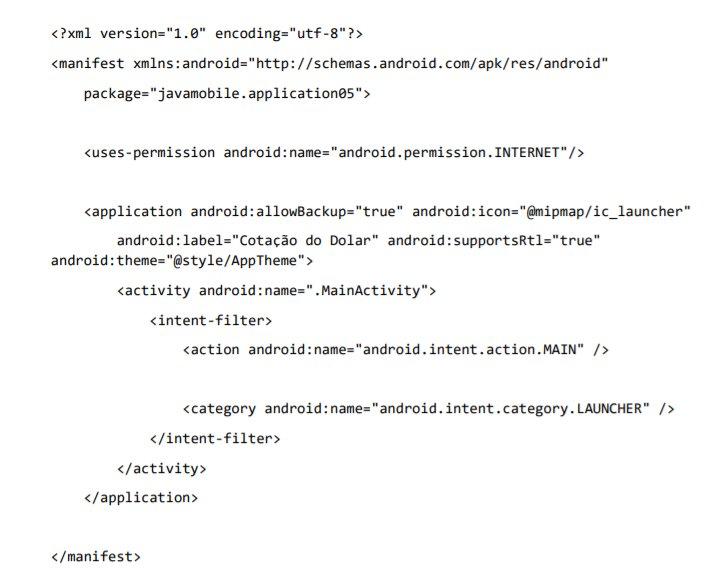 <?xml version="1.0" encoding="utf-8"?>
<manifest xmlns:android="http://schemas.android.com/apk/res/android"
    package="javamobile.application05">
    <uses-permission android:name="android.permission.INTERNET"/>
    <application android:allowBackup="true" android:icon="@mipmap/ic_launcher"
        android:label="Cotação do Dolar" android:supportsRtl="true"
android:theme="@style/AppTheme">
        <activity android:name=".MainActivity">
            <intent-filter>
                <action android:name="android.intent.action.MAIN" />
                <category android:name="android.intent.category.LAUNCHER" />
            </intent-filter>
        </activity>
    </application>
</manifest>